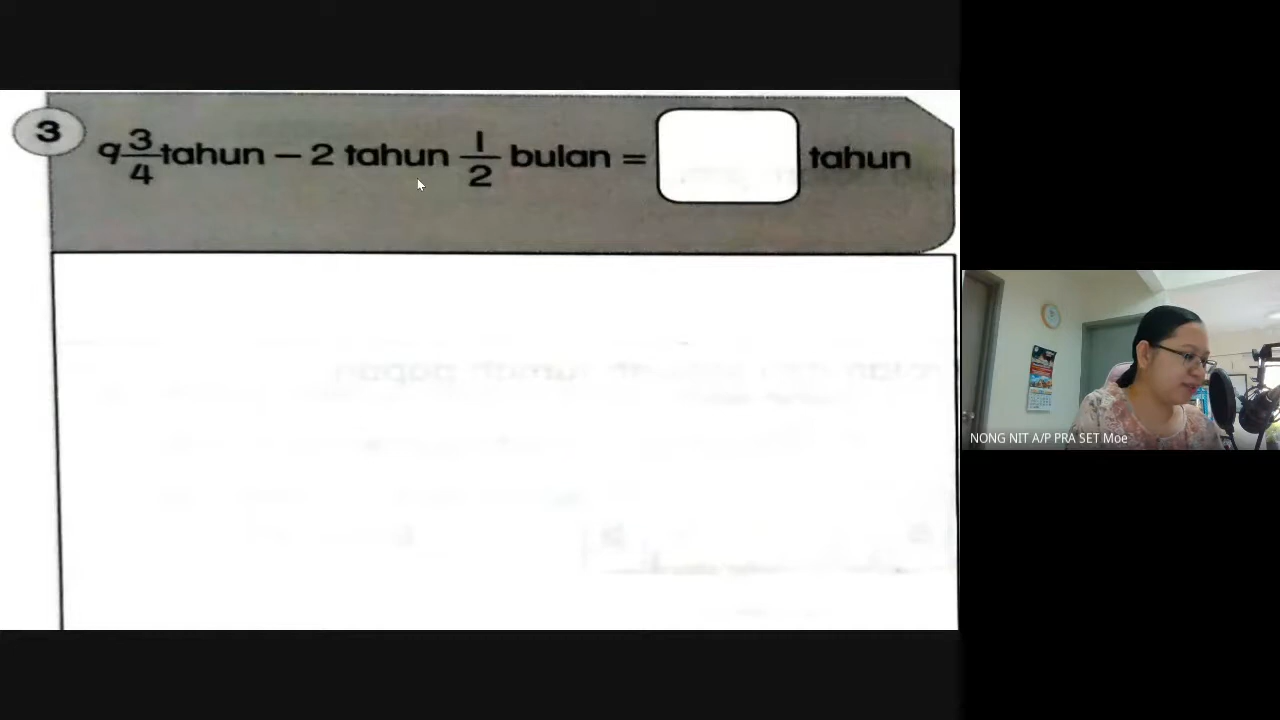 3
9 3/4 tahun – 2 tahun 1/2 bulan = tahun
NONG NIT A/P PRA SET Moe